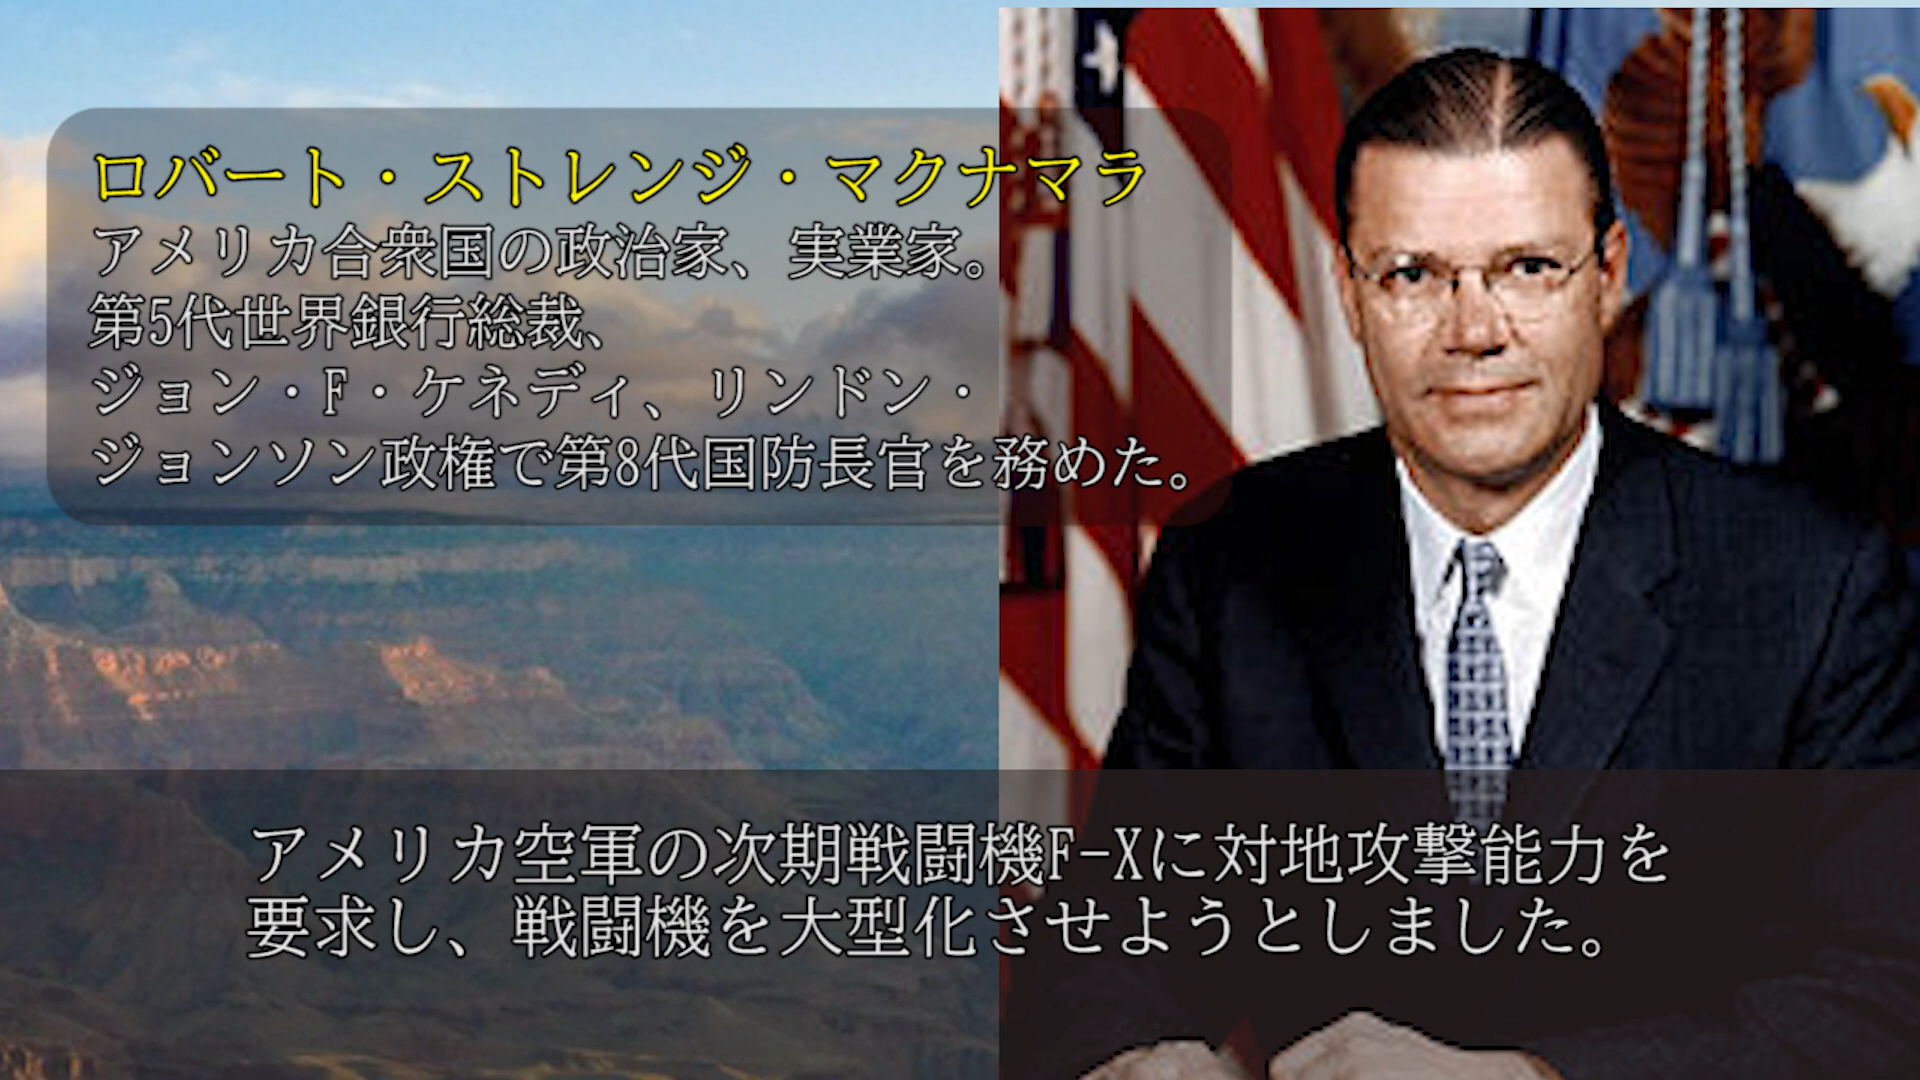 ロバート・ストレンジ・マクナマラ
アメリカ合衆国の政治家、実業家。
第5代世界銀行総裁、
ジョン・F・ケネディ、リンドン・
ジョンソン政権で第8代国防長官を務めた。
アメリカ空軍の次期戦闘機F-Xに対地攻撃能力を
要求し、戦闘機を大型化させようとしました。